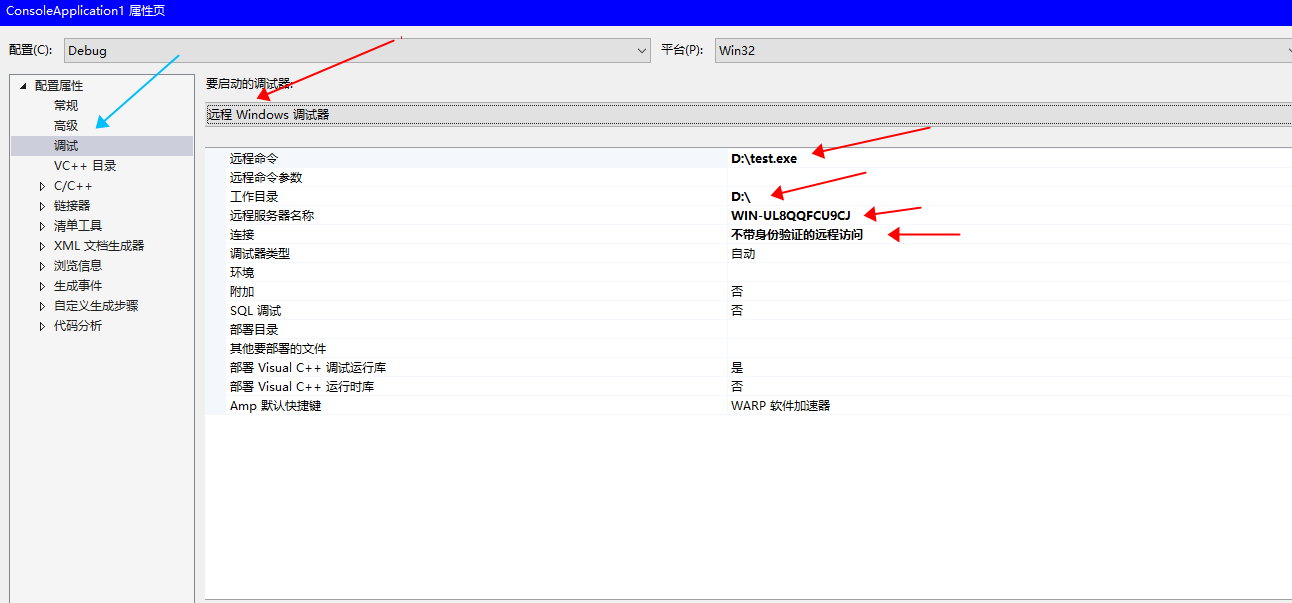 ConsoleApplication1 属性页
配置(C): Debug 平台(P): Win32
配置属性
常规
高级
调试
VC++ 目录
C/C++
链接器
清单工具
XML 文档生成器
浏览信息
生成事件
自定义生成步骤
代码分析
要启动的调试器:
远程 Windows 调试器
远程命令 D:\test.exe
远程命令参数
工作目录 D:\
远程服务器名称 WIN-UL8QQFCU9CJ
连接 不带身份验证的远程访问
调试器类型 自动
环境
附加 否
SQL 调试 否
部署目录
其他要部署的文件
部署 Visual C++ 调试运行库 是
部署 Visual C++ 运行时库 否
Amp 默认快捷键 WARP 软件加速器